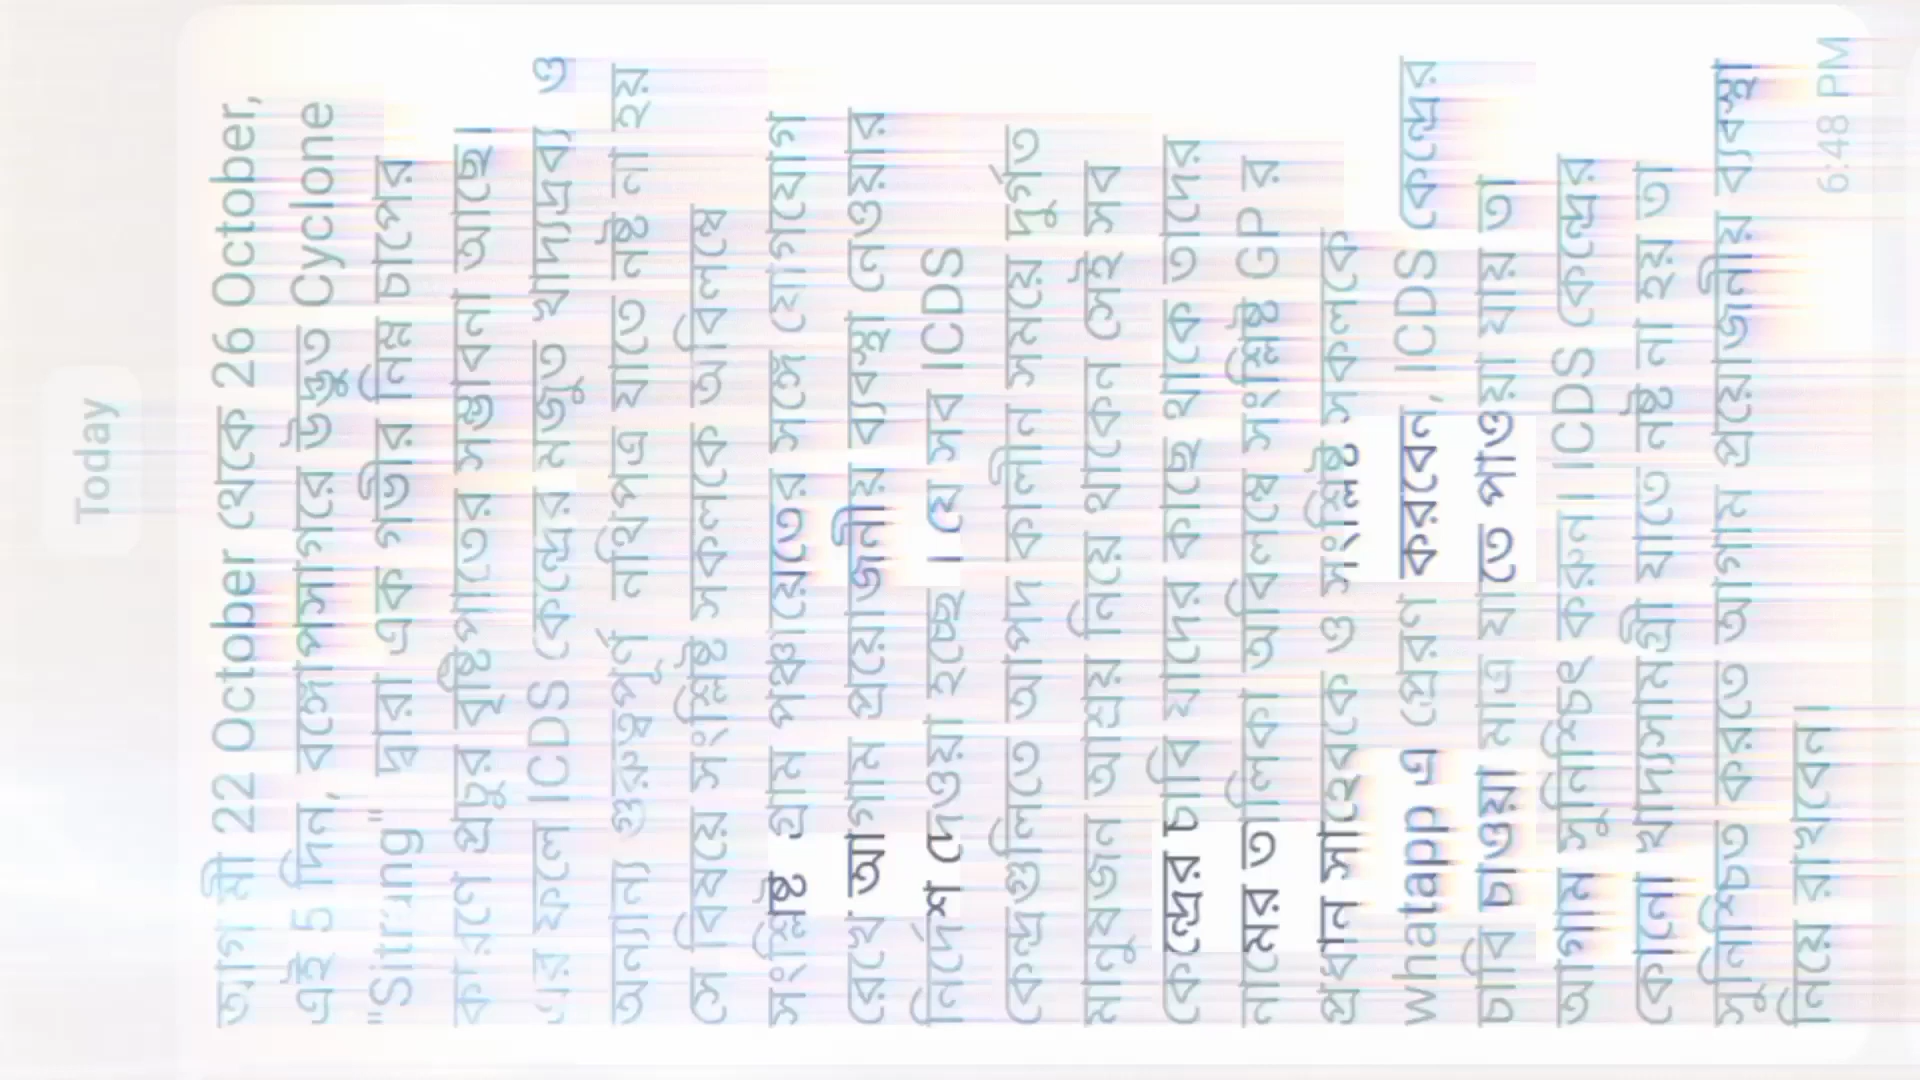 Today
আগামী 22 October থেকে 26 October,
এই 5 দিন, বঙ্গোপসাগরে উদ্ভুত Cyclone
"Sitrang" দ্বারা এক গভীর নিম্ন চাপের
কারণে প্রচুর বৃষ্টিপাতের সম্ভাবনা আছে।
এর ফলে ICDS কেন্দ্রের মজুত খাদ্যদ্রব্য ও
অন্যান্য গুরুত্বপূর্ণ নথিপত্র যাতে নষ্ট না হয়
সে বিষয়ে সংশ্লিষ্ট সকলকে অবিলম্বে
সংশ্লিষ্ট গ্রাম পঞ্চায়েতের সঙ্গে যোগাযোগ
রেখে আগাম প্রয়োজনীয় ব্যবস্থা নেওয়ার
নির্দেশ দেওয়া হচ্ছে । যে সব ICDS
কেন্দ্রগুলিতে আপদ কালীন সময়ে দুর্গত
মানুষজন আশ্রয় নিয়ে থাকেন সেই সব
কেন্দ্রের চাবি যাদের কাছে থাকে তাদের
নামের তালিকা অবিলম্বে সংশ্লিষ্ট GP র
প্রধান সাহেবকে ও সংশ্লিষ্ট সকলকে
whatapp এ প্রেরণ করবেন, ICDS কেন্দ্রের
চাবি চাওয়া মাত্র যাতে পাওয়া যায় তা
আগাম সুনিশ্চিৎ করুন। ICDS কেন্দ্রের
কোনো খাদ্যসামগ্রী যাতে নষ্ট না হয় তা
সুনিশ্চিত করতে আগাম প্রয়োজনীয় ব্যবস্থা
নিয়ে রাখবেন।
6:48 PM